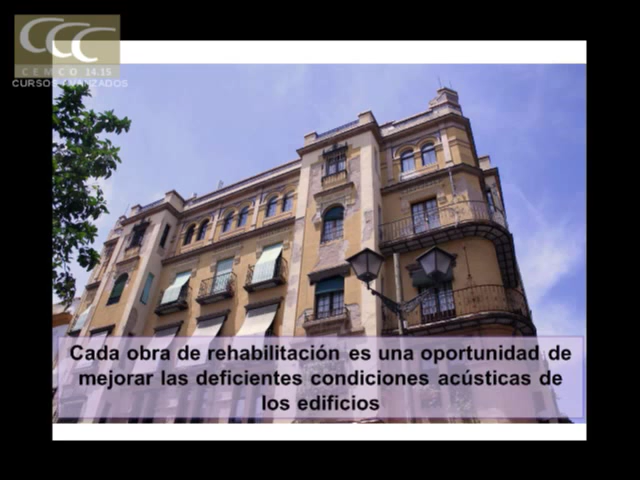 CCC
CEMCO 14.15
CURSOS AVANZADOS
Cada obra de rehabilitación es una oportunidad de
mejorar las deficientes condiciones acústicas de
los edificios